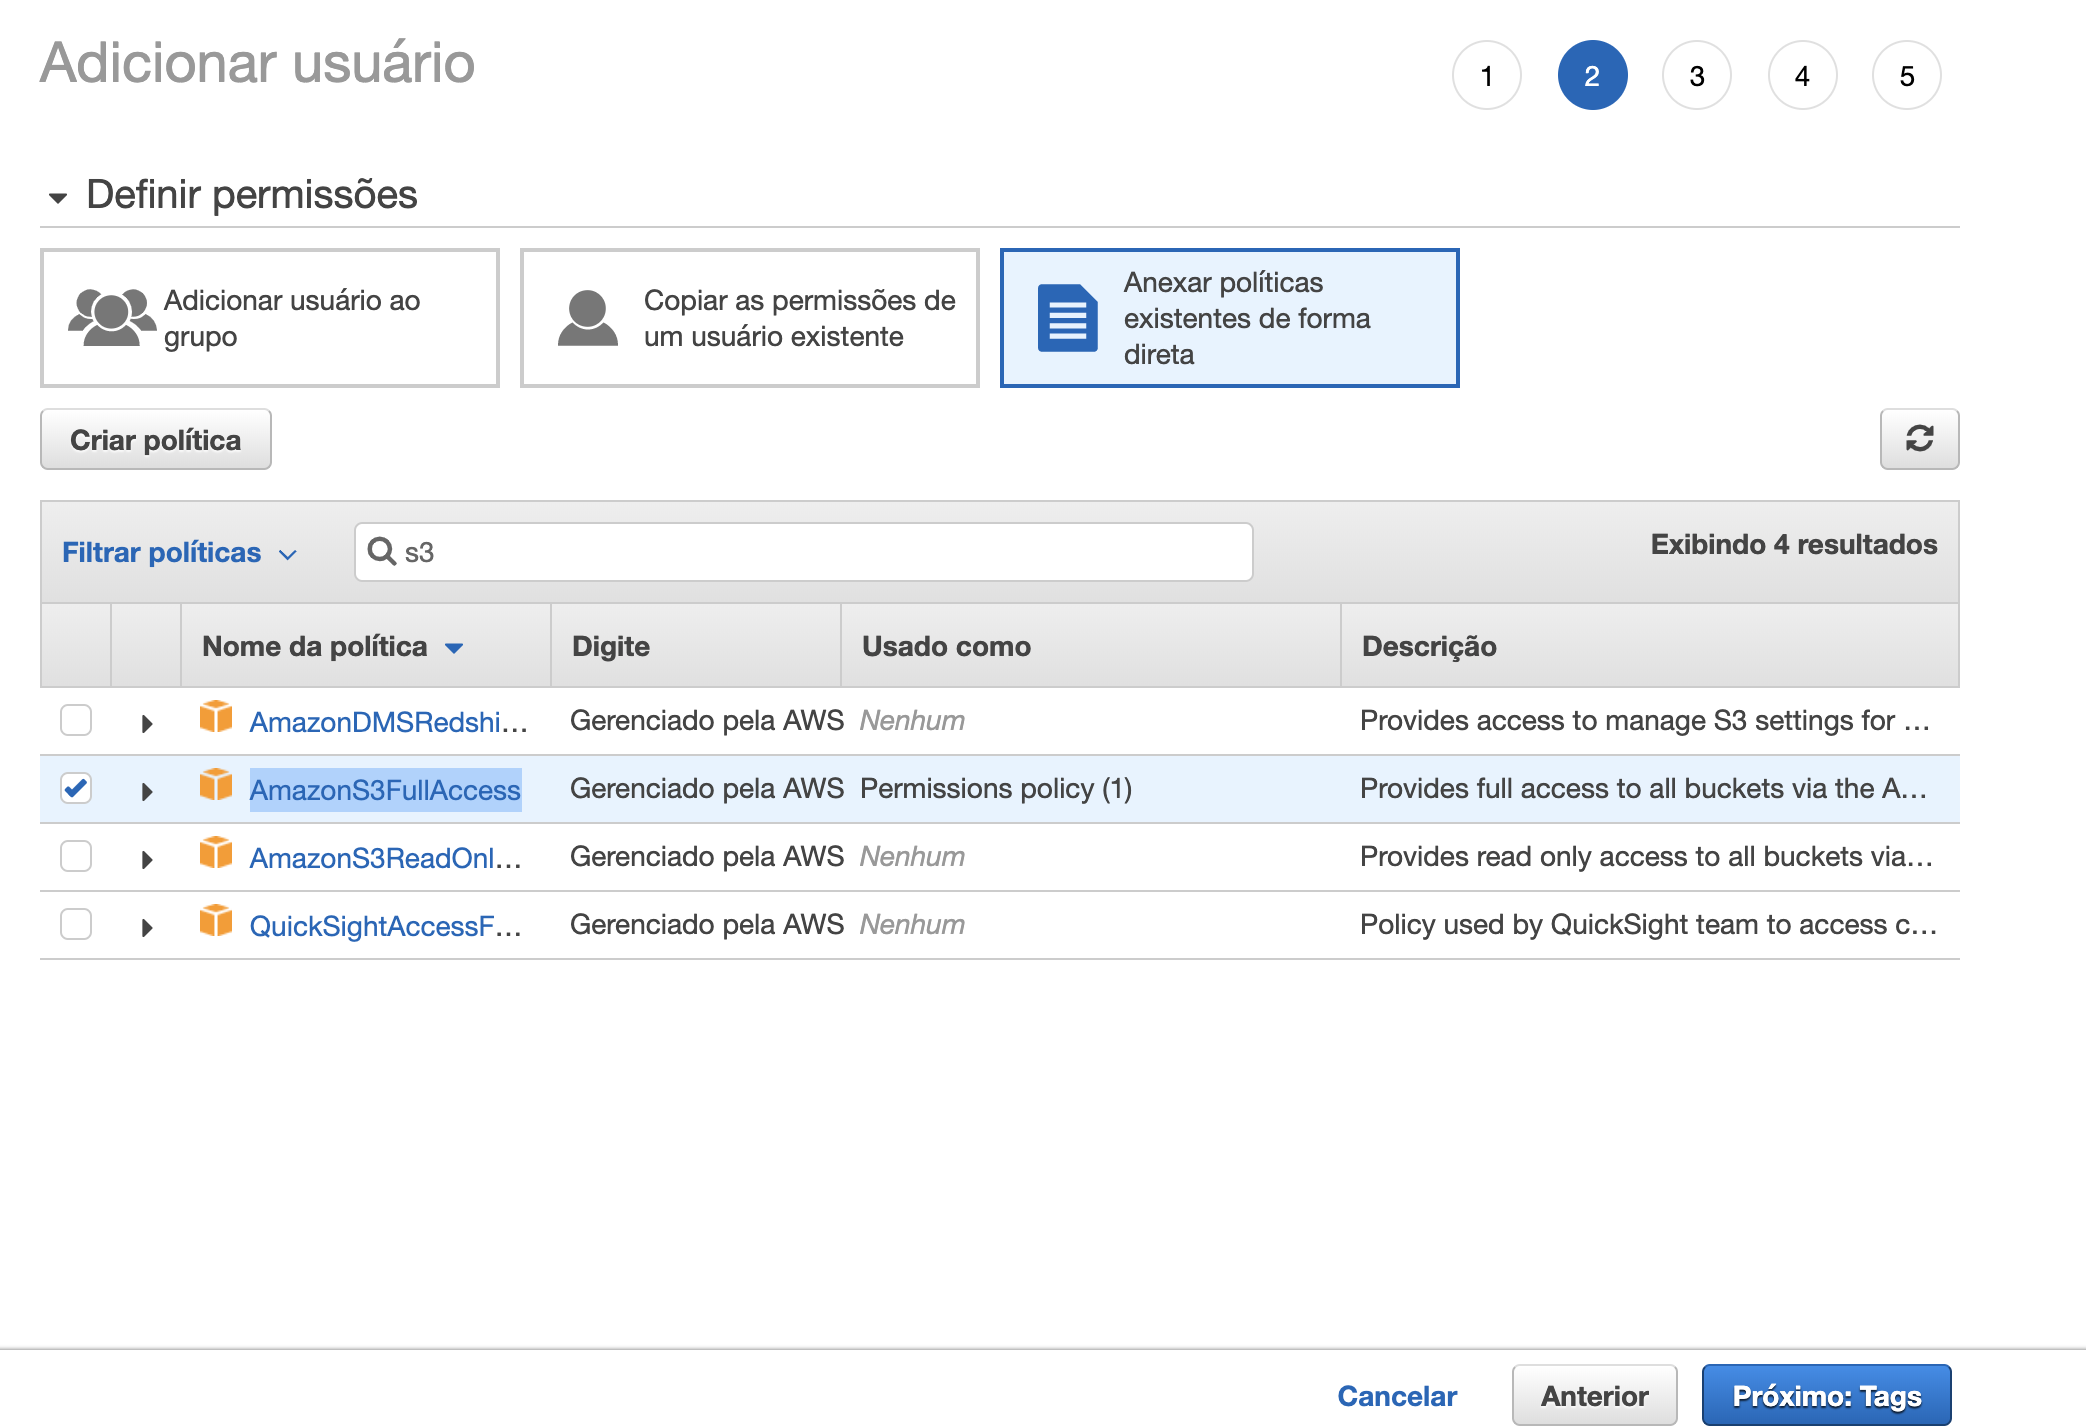 Adicionar usuário
1 2 3 4 5
Definir permissões
Adicionar usuário ao
grupo
Copiar as permissões de
um usuário existente
Anexar políticas
existentes de forma
direta
Criar política
Filtrar políticas
s3
Exibindo 4 resultados
Nome da política Digite Usado como Descrição
AmazonDMSRedshi... Gerenciado pela AWS Nenhum Provides access to manage S3 settings for ...
AmazonS3FullAccess Gerenciado pela AWS Permissions policy (1) Provides full access to all buckets via the A...
AmazonS3ReadOnl... Gerenciado pela AWS Nenhum Provides read only access to all buckets via...
QuickSightAccessF... Gerenciado pela AWS Nenhum Policy used by QuickSight team to access c...
Cancelar Anterior Próximo: Tags